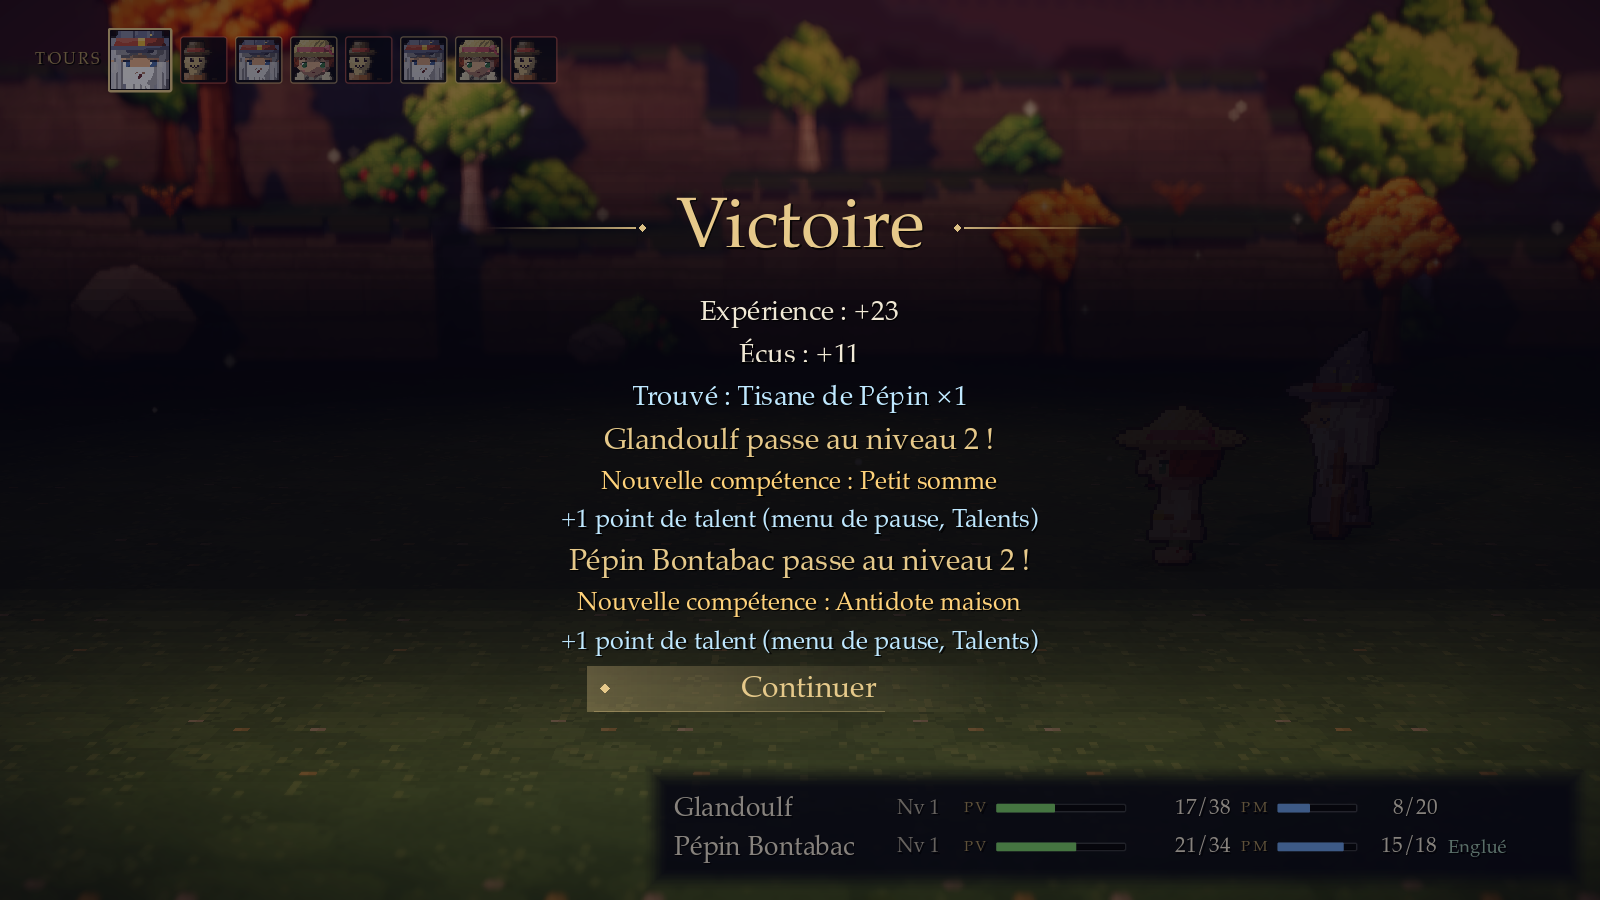 TOURS
Victoire
Expérience : +23
Écus : +11
Trouvé : Tisane de Pépin ×1
Glandoulf passe au niveau 2 !
Nouvelle compétence : Petit somme
+1 point de talent (menu de pause, Talents)
Pépin Bontabac passe au niveau 2 !
Nouvelle compétence : Antidote maison
+1 point de talent (menu de pause, Talents)
Continuer
Glandoulf Nv 1 PV 17/38 PM 8/20
Pépin Bontabac Nv 1 PV 21/34 PM 15/18 Englué